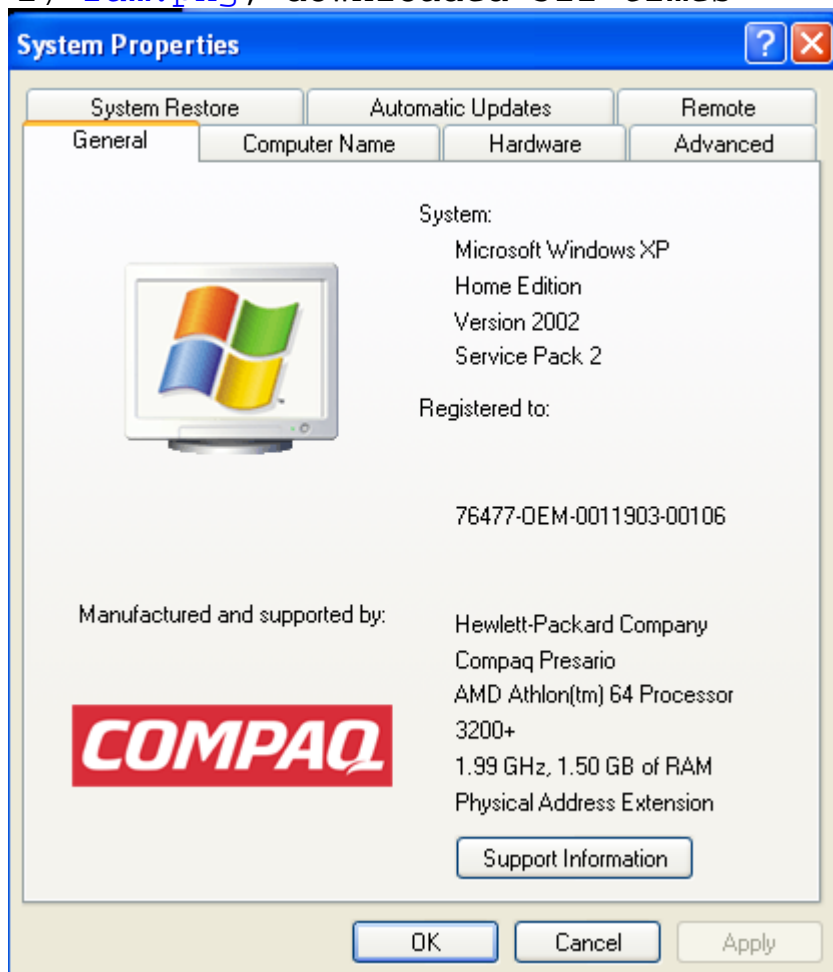 System Properties
System Restore Automatic Updates Remote
General Computer Name Hardware Advanced
System:
Microsoft Windows XP
Home Edition
Version 2002
Service Pack 2
Registered to:
76477-OEM-0011903-00106
Manufactured and supported by:
COMPAQ
Hewlett-Packard Company
Compaq Presario
AMD Athlon(tm) 64 Processor
3200+
1.99 GHz, 1.50 GB of RAM
Physical Address Extension
Support Information
OK Cancel Apply